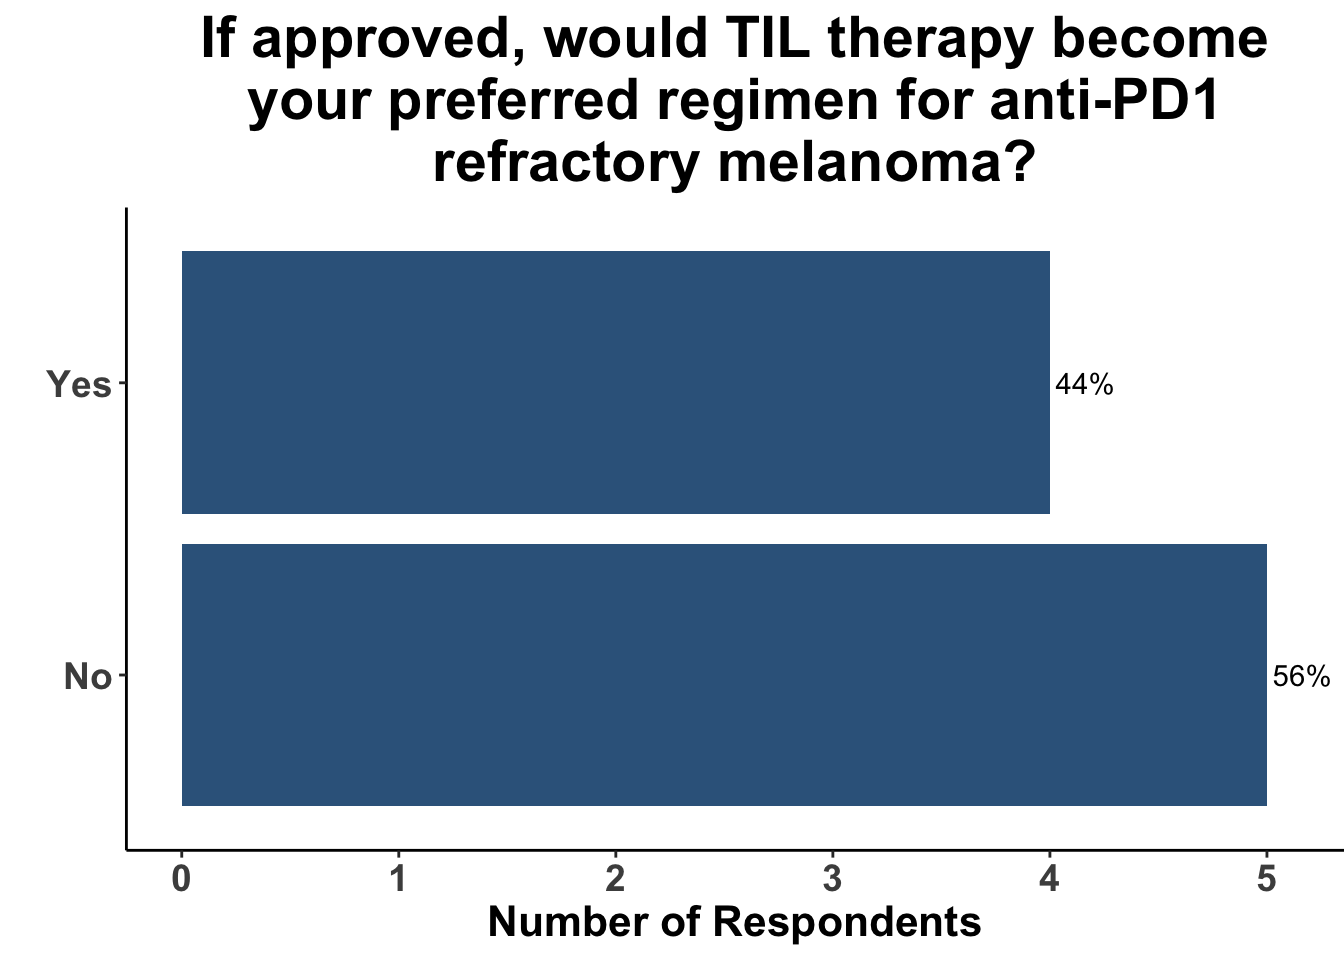 If approved, would TIL therapy become
your preferred regimen for anti-PD1
refractory melanoma?
Yes
44%
No
56%
0 1 2 3 4 5
Number of Respondents